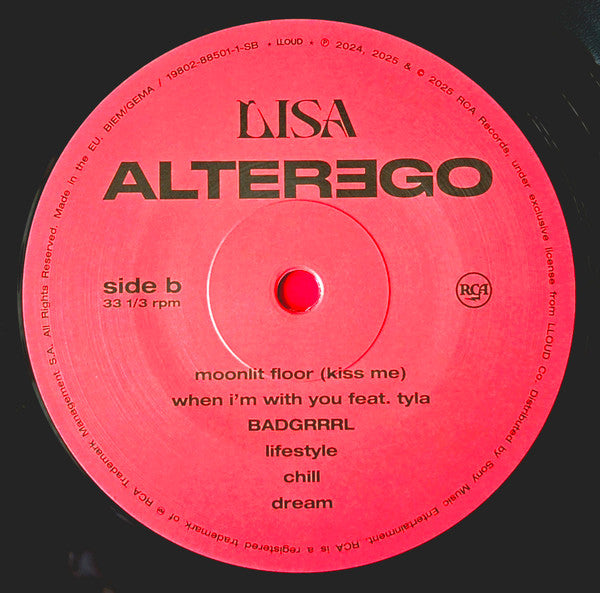 Management S.A. All Rights Reserved. Made in the EU. BIEM/GEMA / 19802-88501-1-SB ★ LLOUD ★ ℗ 2024, 2025 & © 2025 RCA Records, under exclusive license from LLOUD Co. Distributed by Sony Music Entertainment. RCA is a registered trademark of ® RCA Trademark
LISA
ALTERƎGO
side b
33 1/3 rpm
RCA
moonlit floor (kiss me)
when i'm with you feat. tyla
BADGRRRL
lifestyle
chill
dream